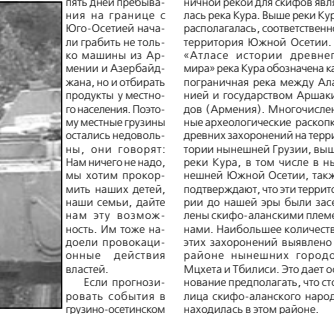 пять дней пребыва-
ния на границе с
Юго-Осетией нача-
ли грабить не толь-
ко машины из Ар-
мении и Азербайд-
жана, но и отбирать
продукты у местно-
го населения. Поэто-
му местные грузины
остались недоволь-
ны, они говорят:
Нам ничего не надо,
мы хотим прокор-
мить наших детей,
наши семьи, дайте
нам эту возмож-
ность. Им тоже на-
доели провокаци-
онные действия
властей.
Если прогнози-
ровать события в
грузино-осетинском
ничной рекой для скифов явля
лась река Кура. Выше реки Кур
располагалась, соответственно
территория Южной Осетии.
«Атласе истории древнег
мира» река Кура обозначена ка
пограничная река между Ала
нией и государством Аршаки
дов (Армения). Многочислен
ные археологические раскопк
древних захоронений на терри
тории нынешней Грузии, выш
реки Кура, в том числе в ны
нешней Южной Осетии, такж
подтверждают, что эти территo
рии до нашей эры были засе
лены скифо-аланскими племе
нами. Наибольшее количеств
этих захоронений выявлено
районе нынешних городо
Мцхета и Тбилиси. Это дает ос
нование предполагать, что сто
лица скифо-аланского народ
находилась в этом районе.